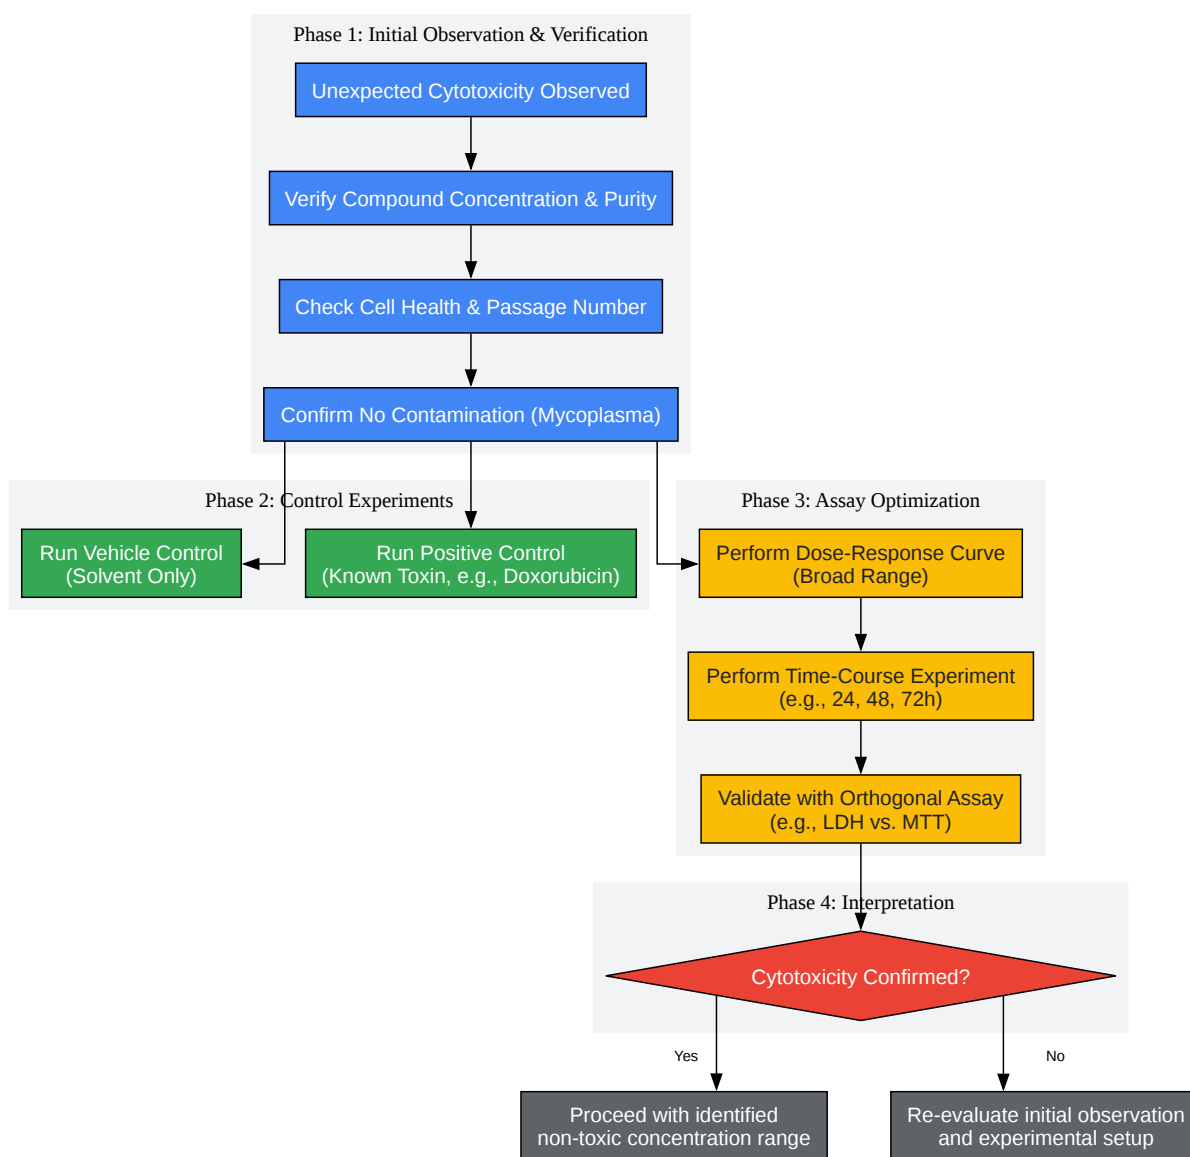 Phase 1: Initial Observation & Verification
Unexpected Cytotoxicity Observed
Verify Compound Concentration & Purity
Check Cell Health & Passage Number
Confirm No Contamination (Mycoplasma)
Phase 2: Control Experiments
Run Vehicle Control
(Solvent Only)
Run Positive Control
(Known Toxin, e.g., Doxorubicin)
Phase 3: Assay Optimization
Perform Dose-Response Curve
(Broad Range)
Perform Time-Course Experiment
(e.g., 24, 48, 72h)
Validate with Orthogonal Assay
(e.g., LDH vs. MTT)
Phase 4: Interpretation
Cytotoxicity Confirmed?
Yes
No
Proceed with identified
non-toxic concentration range
Re-evaluate initial observation
and experimental setup